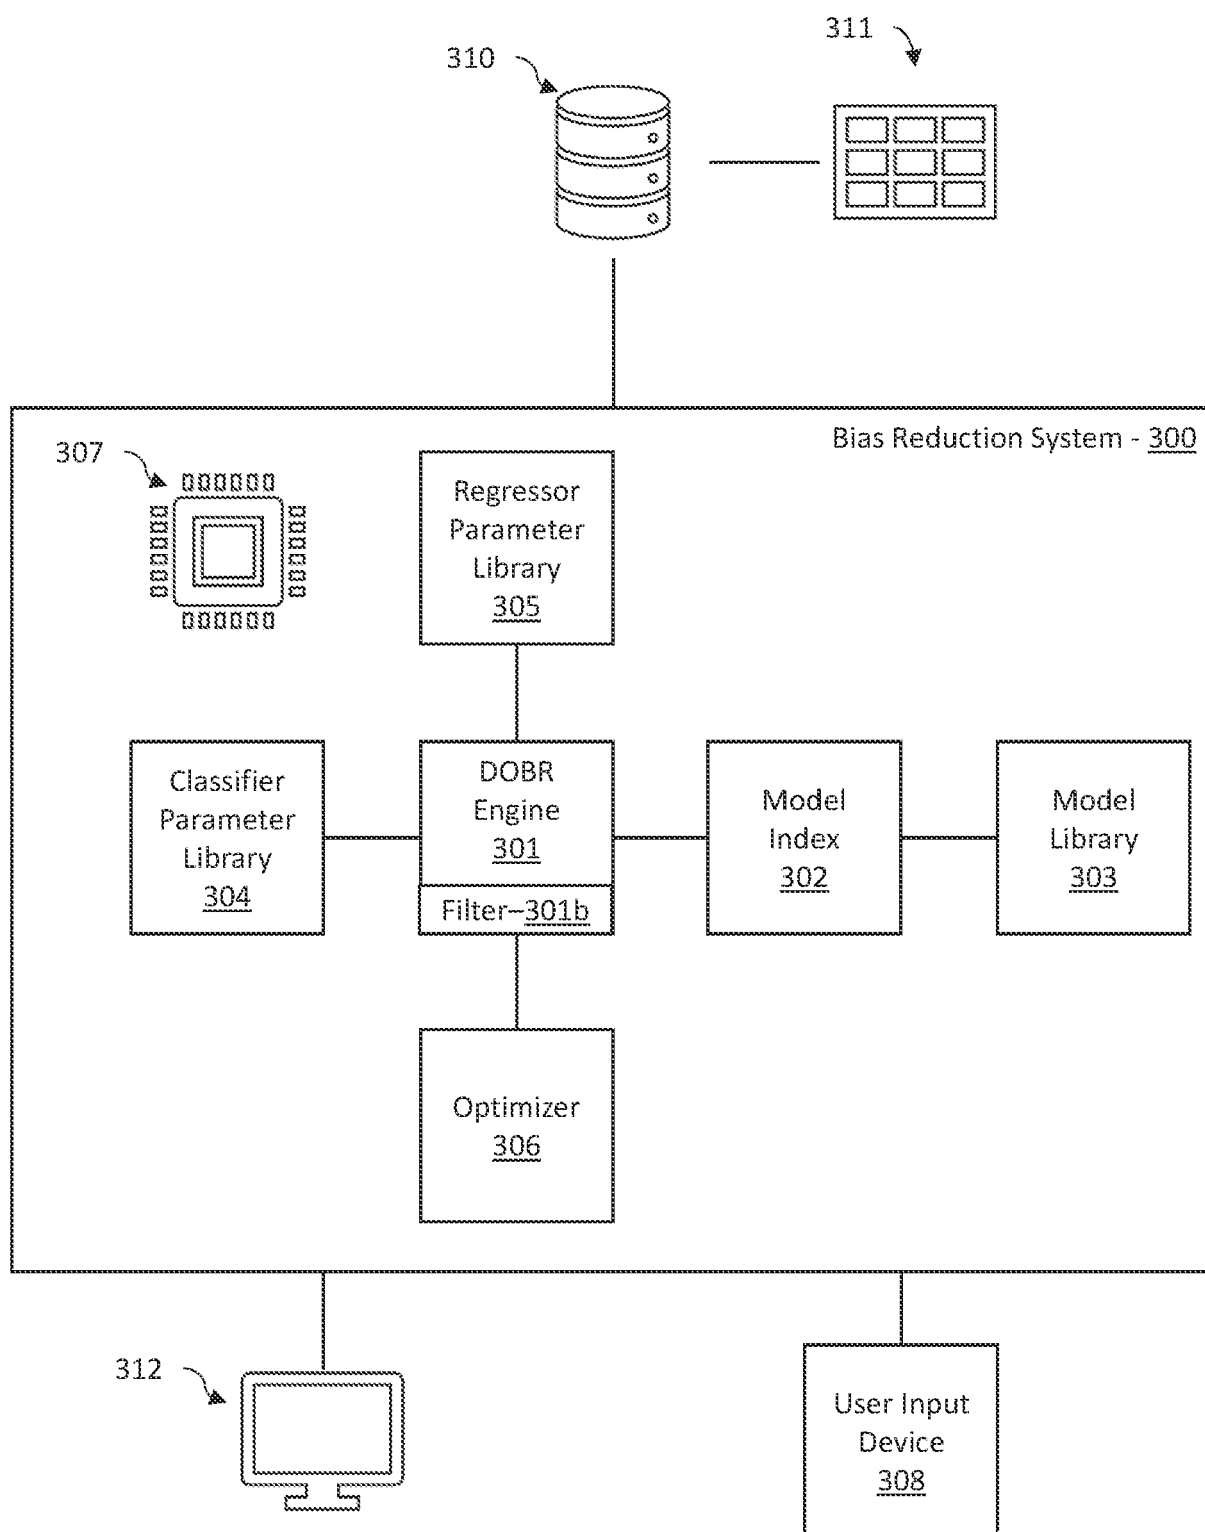 311
310
Bias Reduction System - 300
307
Regressor
Parameter
Library
305
Classifier
Parameter
Library
304
DOBR
Engine
301
Filter–301b
Model
Index
302
Model
Library
303
Optimizer
306
312
User Input
Device
308